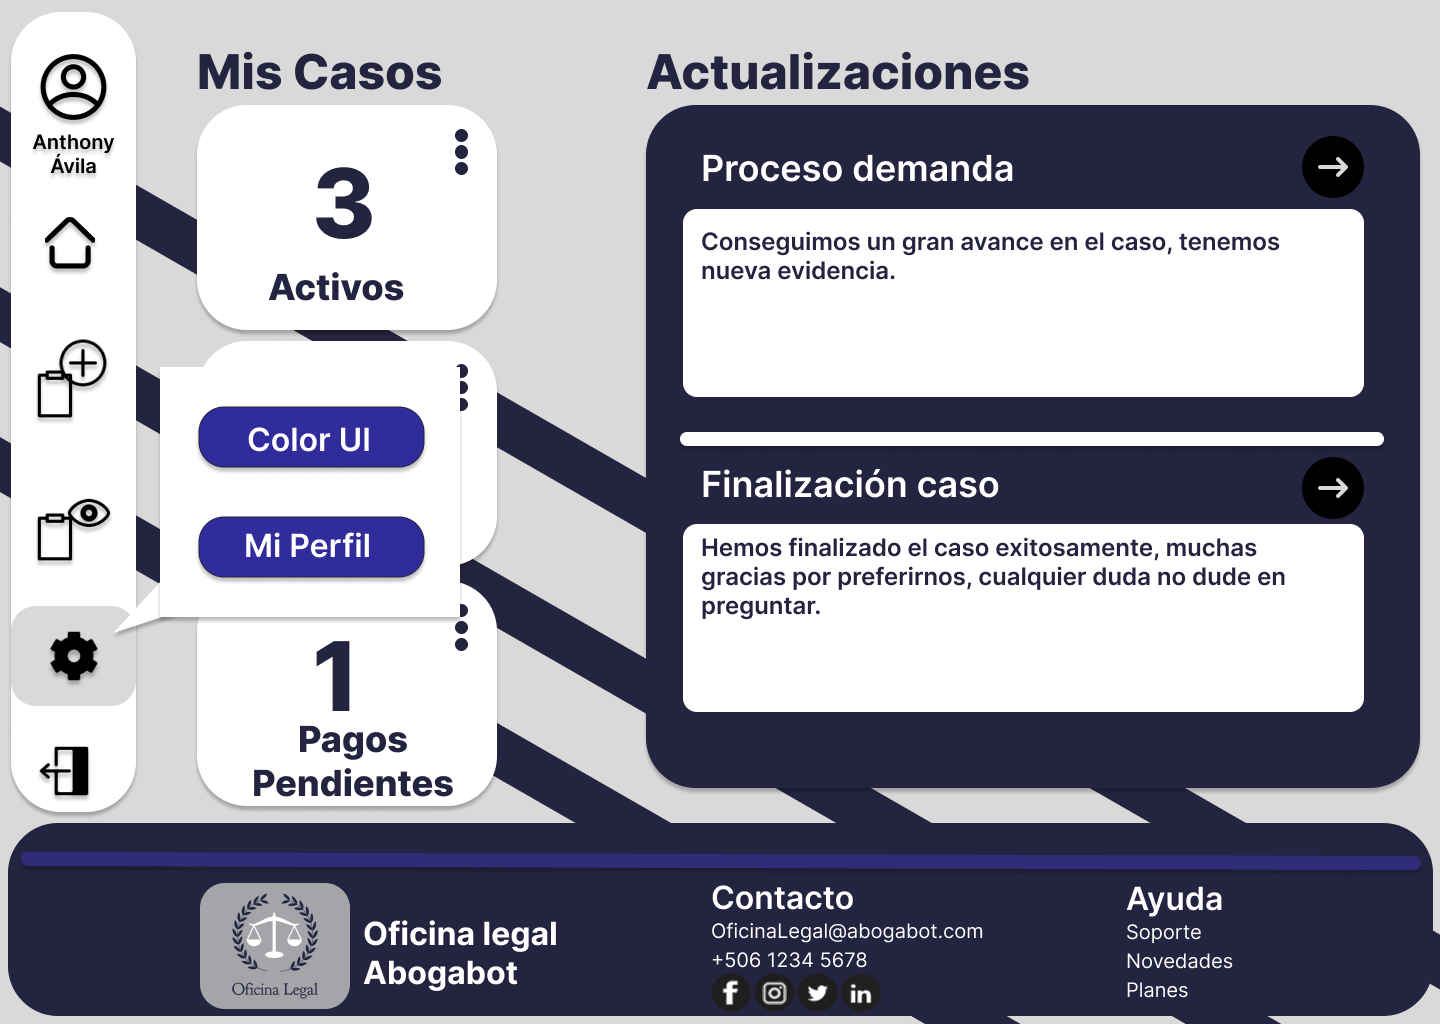 Anthony
Ávila
Mis Casos
3
Activos
Color UI
Mi Perfil
1
Pagos
Pendientes
Actualizaciones
Proceso demanda
Conseguimos un gran avance en el caso, tenemos
nueva evidencia.
Finalización caso
Hemos finalizado el caso exitosamente, muchas
gracias por preferirnos, cualquier duda no dude en
preguntar.
Oficina Legal
Oficina legal
Abogabot
Contacto
OficinaLegal@abogabot.com
+506 1234 5678
Ayuda
Soporte
Novedades
Planes